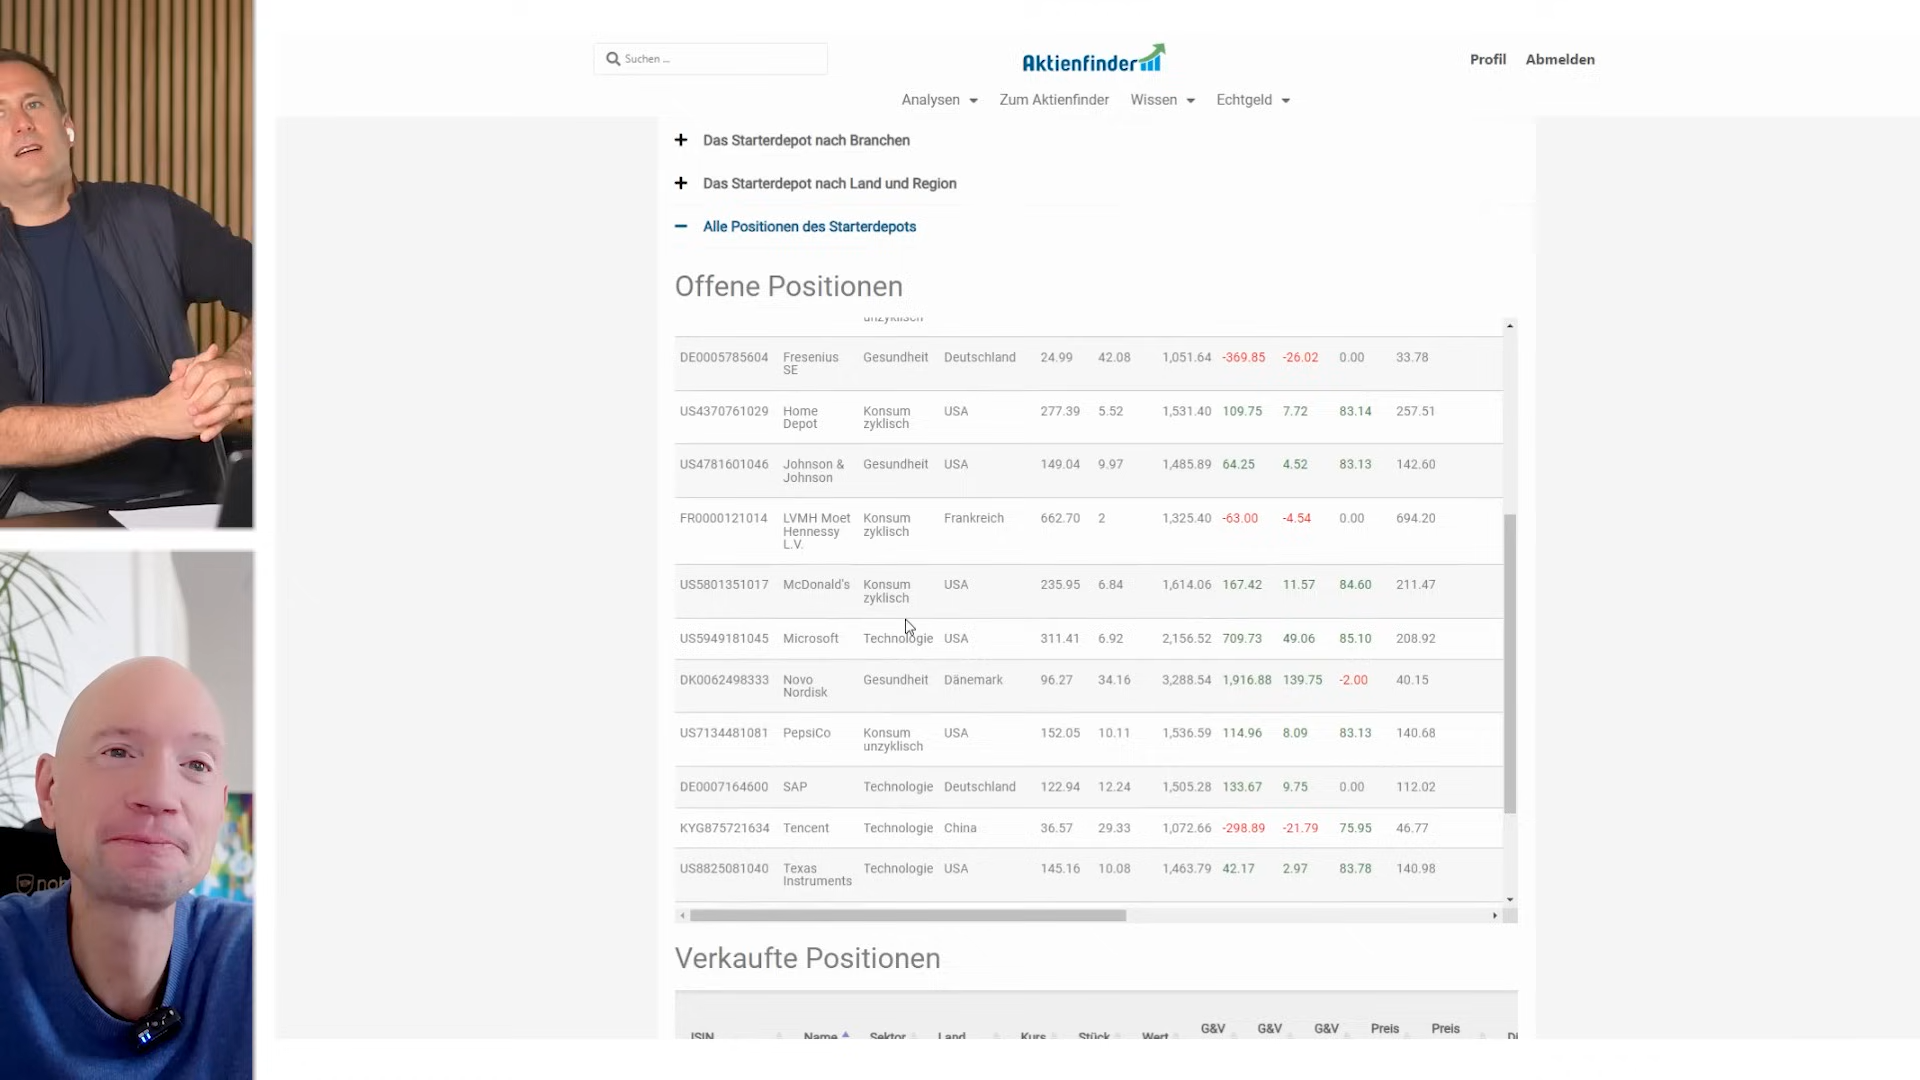 Suchen ...
Aktienfinder
Profil Abmelden
Analysen Zum Aktienfinder Wissen Echtgeld
Das Starterdepot nach Branchen
Das Starterdepot nach Land und Region
Alle Positionen des Starterdepots
Offene Positionen
unzyklisch
DE0005785604 Fresenius SE Gesundheit Deutschland 24.99 42.08 1,051.64 -369.85 -26.02 0.00 33.78
US4370761029 Home Depot Konsum zyklisch USA 277.39 5.52 1,531.40 109.75 7.72 83.14 257.51
US4781601046 Johnson & Johnson Gesundheit USA 149.04 9.97 1,485.89 64.25 4.52 83.13 142.60
FR0000121014 LVMH Moet Hennessy L.V. Konsum zyklisch Frankreich 662.70 2 1,325.40 -63.00 -4.54 0.00 694.20
US5801351017 McDonald's Konsum zyklisch USA 235.95 6.84 1,614.06 167.42 11.57 84.60 211.47
US5949181045 Microsoft Technologie USA 311.41 6.92 2,156.52 709.73 49.06 85.10 208.92
DK0062498333 Novo Nordisk Gesundheit Dänemark 96.27 34.16 3,288.54 1,916.88 139.75 -2.00 40.15
US7134481081 PepsiCo Konsum unzyklisch USA 152.05 10.11 1,536.59 114.96 8.09 83.13 140.68
DE0007164600 SAP Technologie Deutschland 122.94 12.24 1,505.28 133.67 9.75 0.00 112.02
KYG875721634 Tencent Technologie China 36.57 29.33 1,072.66 -298.89 -21.79 75.95 46.77
US8825081040 Texas Instruments Technologie USA 145.16 10.08 1,463.79 42.17 2.97 83.78 140.98
Verkaufte Positionen
ISIN Name Sektor Land Kurs Stück Wert G&V G&V G&V Preis Preis